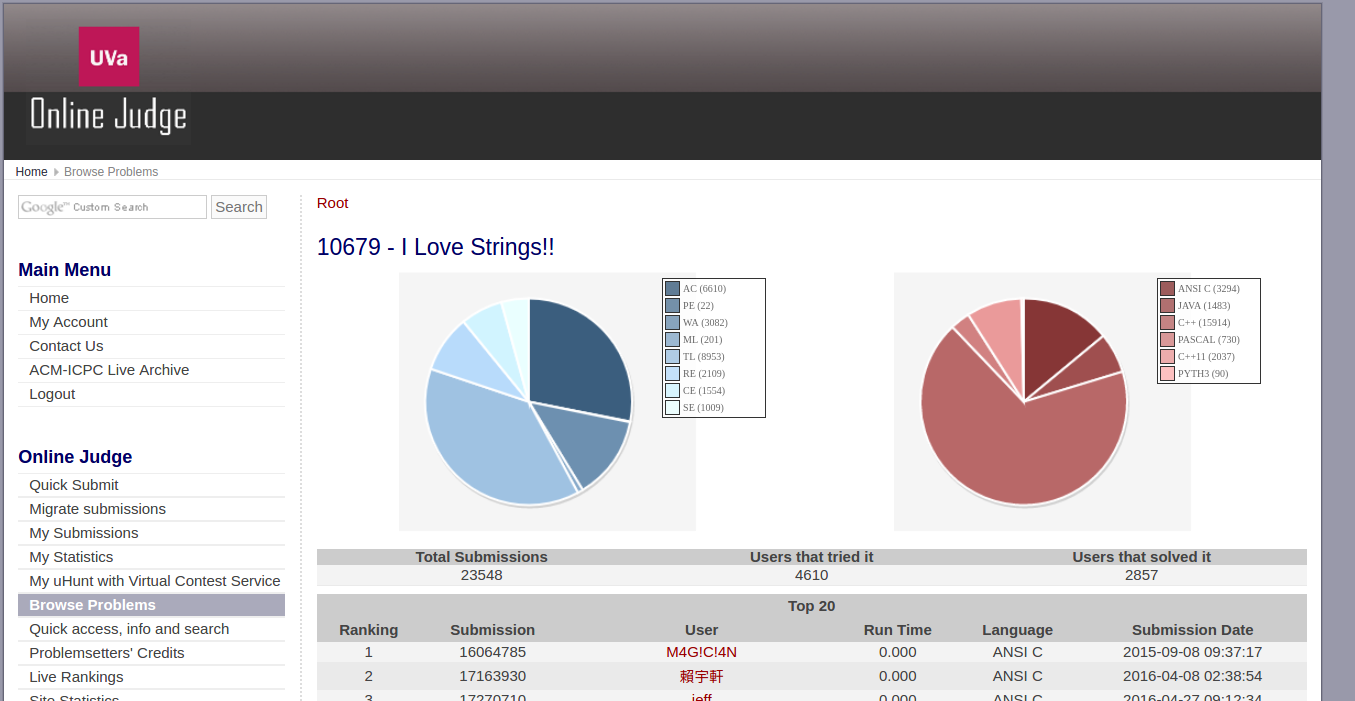 UVa
Online Judge
Home Browse Problems
Google™ Custom Search Search
Main Menu
Home
My Account
Contact Us
ACM-ICPC Live Archive
Logout
Online Judge
Quick Submit
Migrate submissions
My Submissions
My Statistics
My uHunt with Virtual Contest Service
Browse Problems
Quick access, info and search
Problemsetters' Credits
Live Rankings
Site Statistics
Root
10679 - I Love Strings!!
AC (6610)
PE (22)
WA (3082)
ML (201)
TL (8953)
RE (2109)
CE (1554)
SE (1009)
ANSI C (3294)
JAVA (1483)
C++ (15914)
PASCAL (730)
C++11 (2037)
PYTH3 (90)
Total Submissions Users that tried it Users that solved it
23548 4610 2857
Top 20
Ranking Submission User Run Time Language Submission Date
1 16064785 M4G!C!4N 0.000 ANSI C 2015-09-08 09:37:17
2 17163930 賴宇軒 0.000 ANSI C 2016-04-08 02:38:54
3 17270710 jeff 0.000 ANSI C 2016-04-27 09:12:34